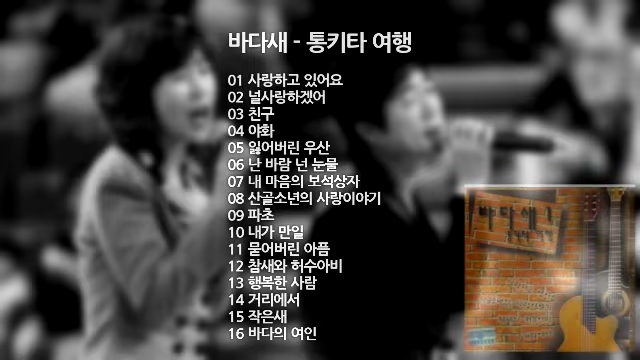 바다새 - 통키타 여행
01 사랑하고 있어요
02 널사랑하겠어
03 친구
04 야화
05 잃어버린 우산
06 난 바람 넌 눈물
07 내 마음의 보석상자
08 산골소년의 사랑이야기
09 파초
10 내가 만일
11 묻어버린 아픔
12 참새와 허수아비
13 행복한 사람
14 거리에서
15 작은새
16 바다의 여인
바다새